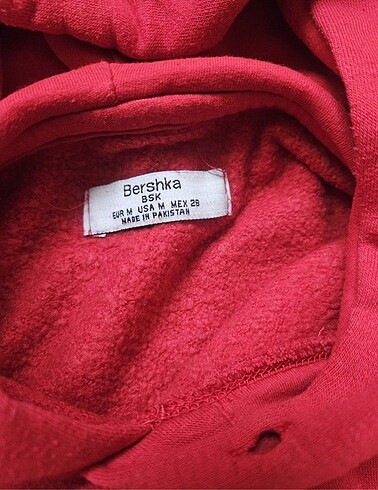 Bershka
BSK
EUR M USA M MEX 28
MADE IN PAKISTAN